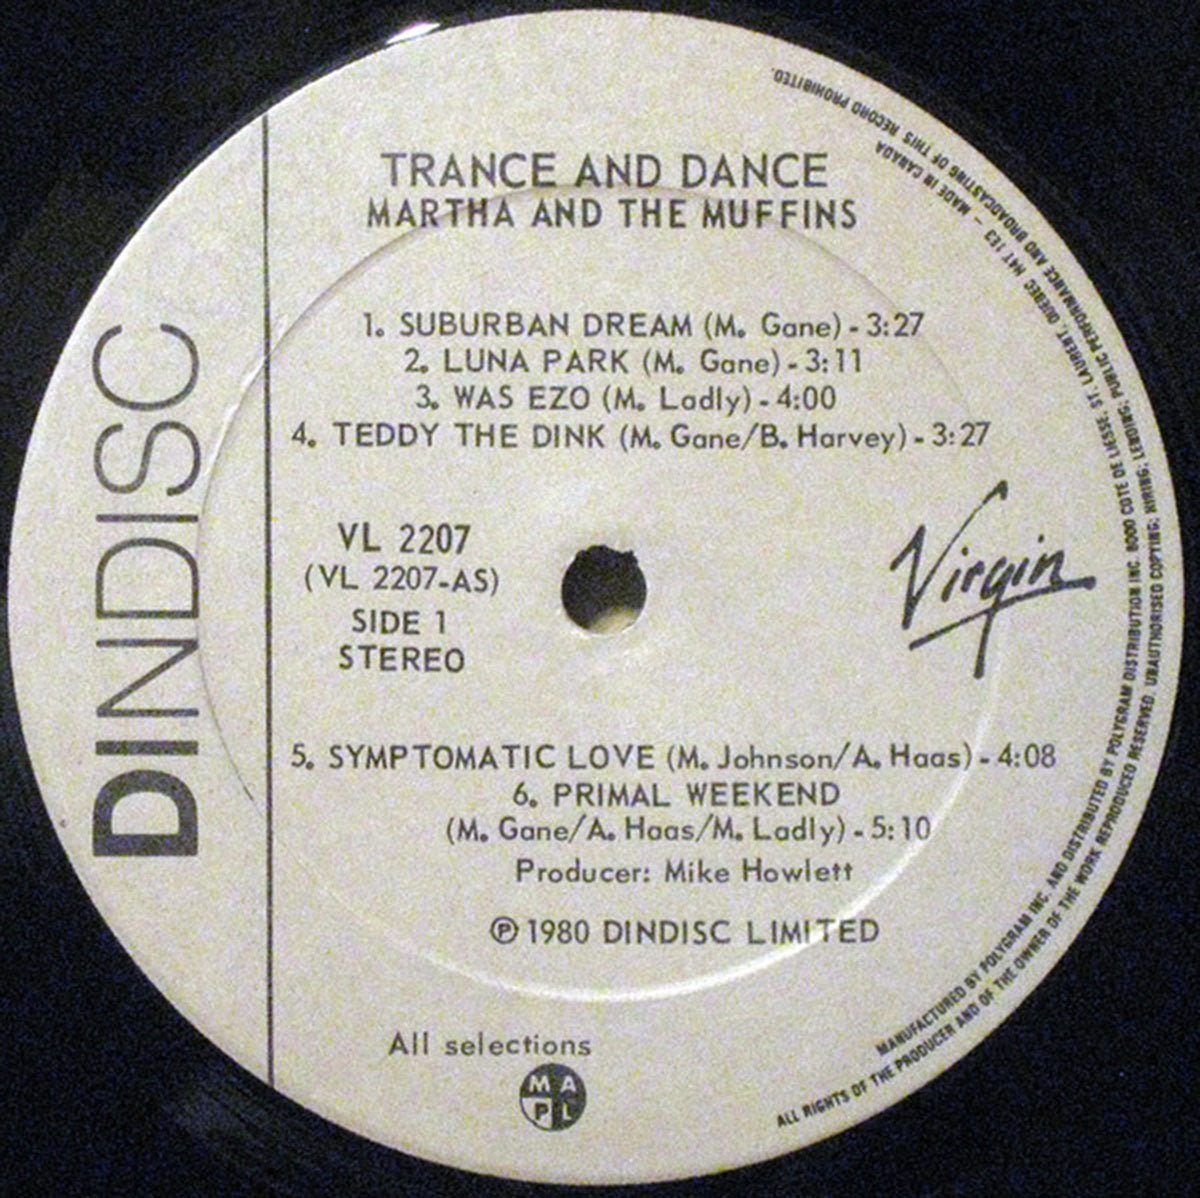 TRANCE AND DANCE
MARTHA AND THE MUFFINS
1. SUBURBAN DREAM (M. Gane) - 3:27
2. LUNA PARK (M. Gane) - 3:11
3. WAS EZO (M. Ladly) - 4:00
4. TEDDY THE DINK (M. Gane/B. Harvey) - 3:27
DINDISC
VL 2207
(VL 2207-AS)
SIDE 1
STEREO
Virgin
5. SYMPTOMATIC LOVE (M. Johnson/A. Haas) - 4:08
6. PRIMAL WEEKEND
(M. Gane/A. Haas/M. Ladly) - 5:10
Producer: Mike Howlett
℗ 1980 DINDISC LIMITED
All selections
M A
P L
MANUFACTURED BY POLYGRAM INC. AND DISTRIBUTED BY POLYGRAM DISTRIBUTION INC 8000 COTE DE LIESSE, ST. LAURENT, QUEBEC H4T 1E3 - MADE IN CANADA
ALL RIGHTS OF THE PRODUCER AND OF THE OWNER OF THE WORK REPRODUCED RESERVED. UNAUTHORISED COPYING; HIRING; LENDING; PUBLIC PERFORMANCE AND BROADCASTING OF THIS RECORD PROHIBITED.